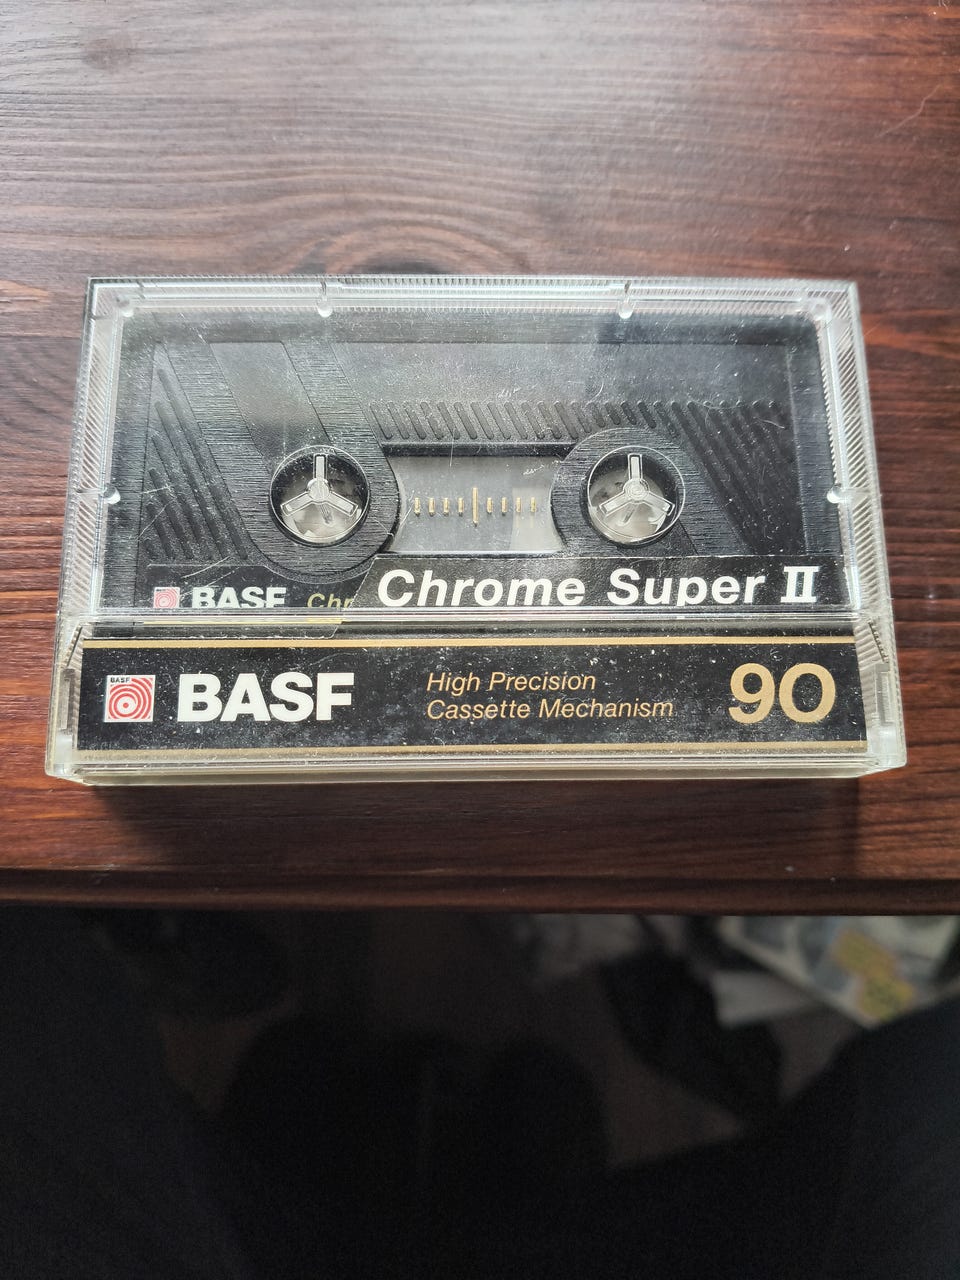 BASF Chr
Chrome Super II
BASF
BASF
High Precision
Cassette Mechanism
90